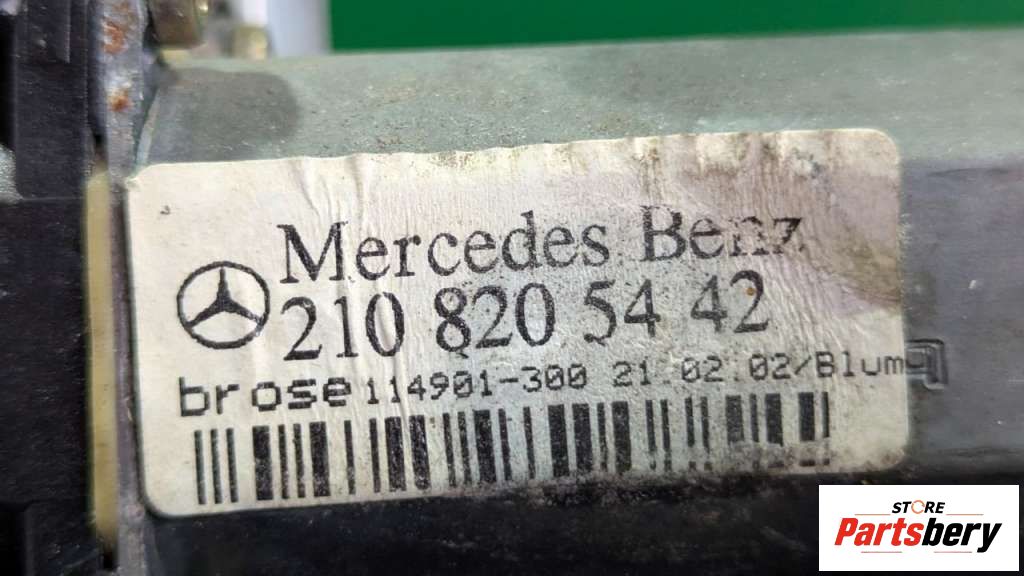 Mercedes Benz
210 820 54 42
brose 114901-300 21.02.02/Blum
STORE
Partsbery